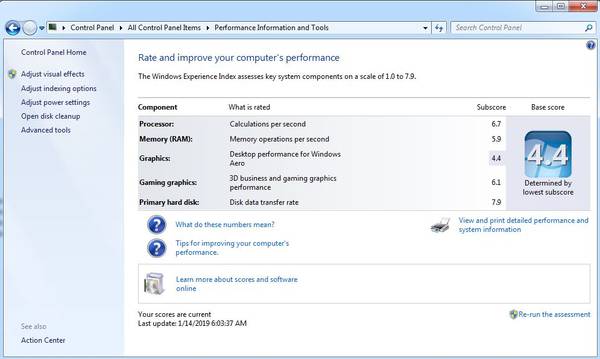 Control Panel ▸ All Control Panel Items ▸ Performance Information and Tools
Search Control Panel
Control Panel Home
Adjust visual effects
Adjust indexing options
Adjust power settings
Open disk cleanup
Advanced tools
See also
Action Center
Rate and improve your computer's performance
The Windows Experience Index assesses key system components on a scale of 1.0 to 7.9.
Component What is rated Subscore Base score
Processor: Calculations per second 6.7
Memory (RAM): Memory operations per second 5.9
Graphics: Desktop performance for Windows
Aero 4.4
Gaming graphics: 3D business and gaming graphics
performance 6.1
Primary hard disk: Disk data transfer rate 7.9
4.4
Determined by
lowest subscore
What do these numbers mean?
Tips for improving your computer's
performance.
View and print detailed performance and
system information
Learn more about scores and software
online
Your scores are current
Last update: 1/14/2019 6:03:37 AM
Re-run the assessment